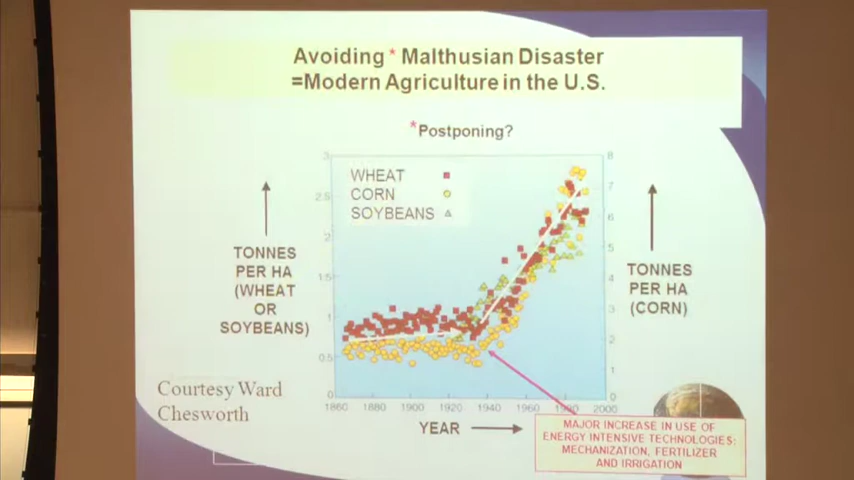 Avoiding * Malthusian Disaster
=Modern Agriculture in the U.S.
*Postponing?
WHEAT
CORN
SOYBEANS
3
2.5
2
1.5
1
0.5
0
8
7
6
5
4
3
2
1
0
1860 1880 1900 1920 1940 1960 1980 2000
TONNES
PER HA
(WHEAT
OR
SOYBEANS)
TONNES
PER HA
(CORN)
YEAR
Courtesy Ward
Chesworth
MAJOR INCREASE IN USE OF
ENERGY INTENSIVE TECHNOLOGIES:
MECHANIZATION, FERTILIZER
AND IRRIGATION